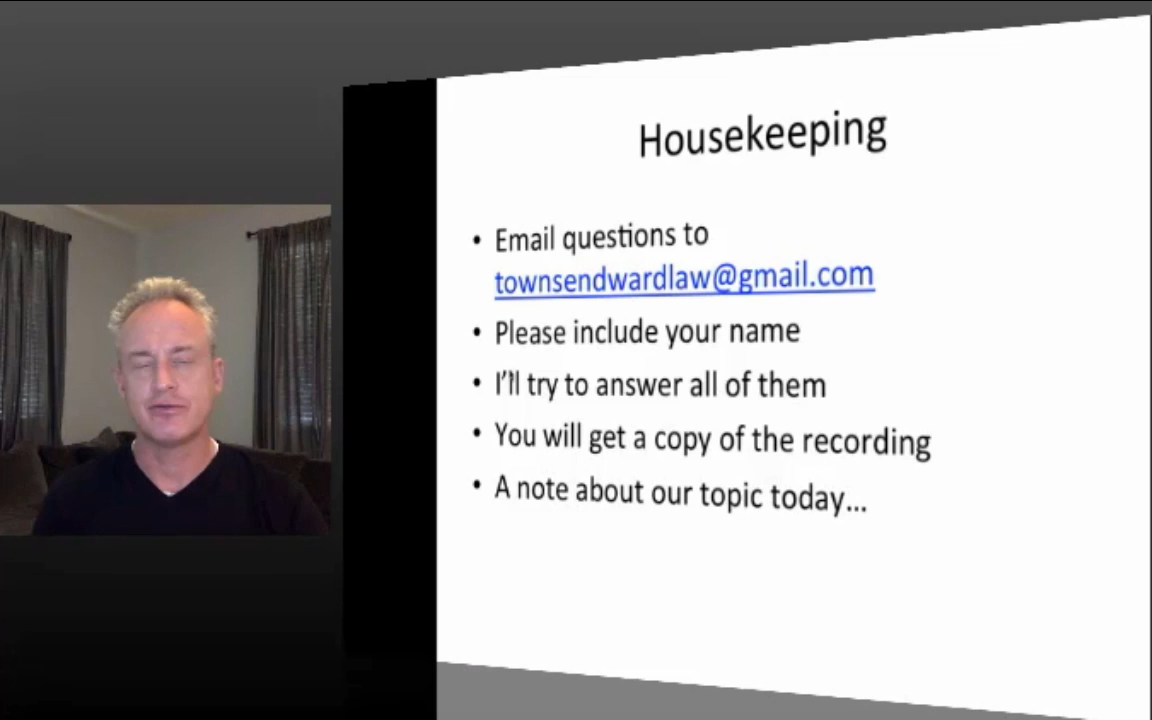 Housekeeping
• Email questions to
townsendwardlaw@gmail.com
• Please include your name
• I'll try to answer all of them
• You will get a copy of the recording
• A note about our topic today...